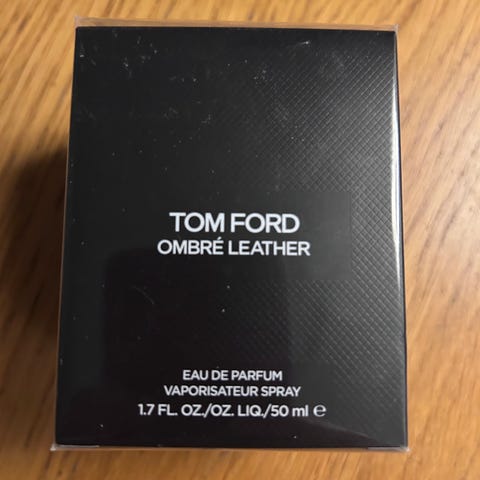 TOM FORD
OMBRÉ LEATHER
EAU DE PARFUM
VAPORISATEUR SPRAY
1.7 FL. OZ./OZ. LIQ./50 ml ℮